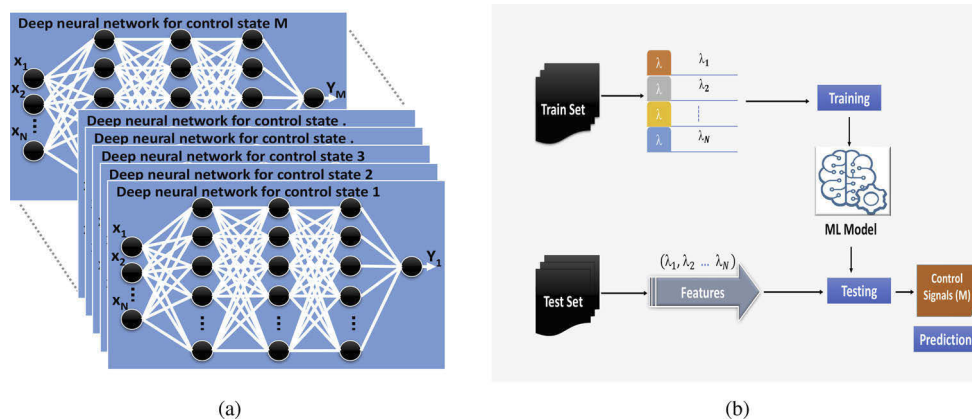 Deep neural network for control state M
x1
x2
xN
YM
Deep neural network for control state .
Deep neural network for control state .
Deep neural network for control state 3
Deep neural network for control state 2
Deep neural network for control state 1
x1
x2
xN
Y1
(a)
Train Set
λ λ1
λ λ2
λ
λ λN
Training
ML Model
Test Set
(λ1, λ2 ... λN)
Features
Testing
Control
Signals (M)
Prediction
(b)